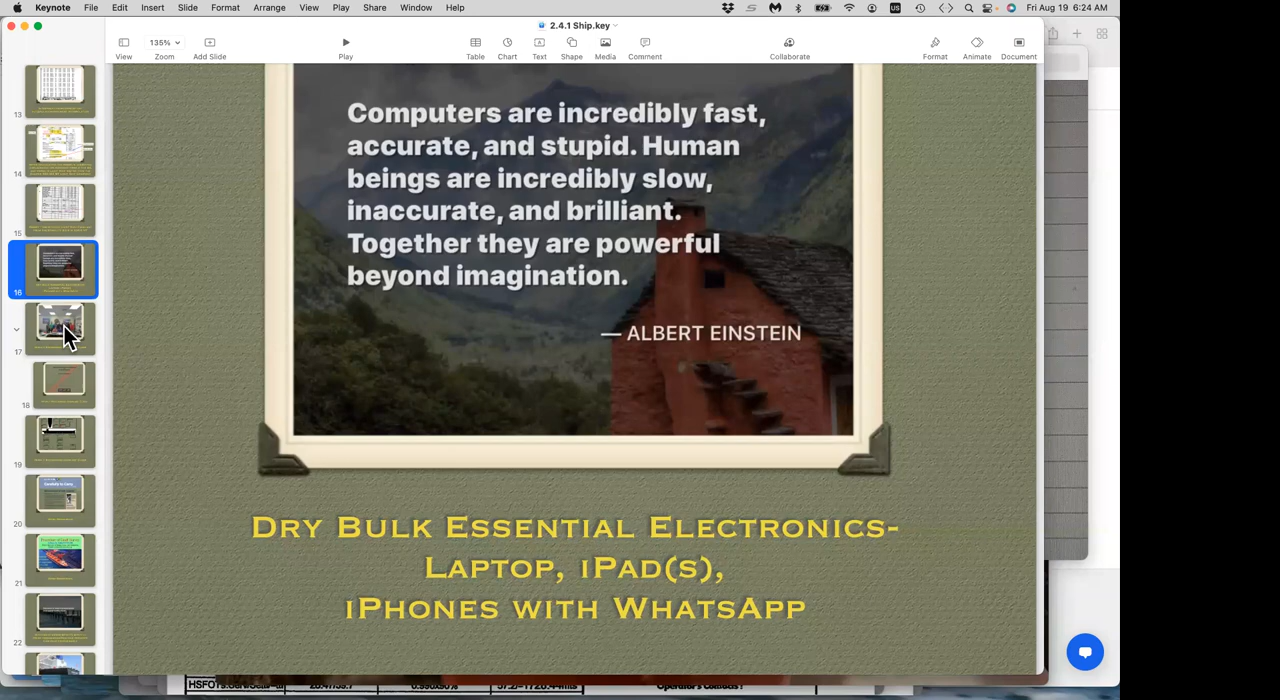 Keynote File Edit Insert Slide Format Arrange View Play Share Window Help US Fri Aug 19 6:24 AM
2.4.1 Ship.key
135%
View Zoom Add Slide Play Table Chart Text Shape Media Comment Collaborate Format Animate Document
13
14
15
16
17
18
19
20
21
22
Computers are incredibly fast,
accurate, and stupid. Human
beings are incredibly slow,
inaccurate, and brilliant.
Together they are powerful
beyond imagination.
— ALBERT EINSTEIN
Dry Bulk Essential Electronics-
Laptop, iPad(s),
iPhones with WhatsApp